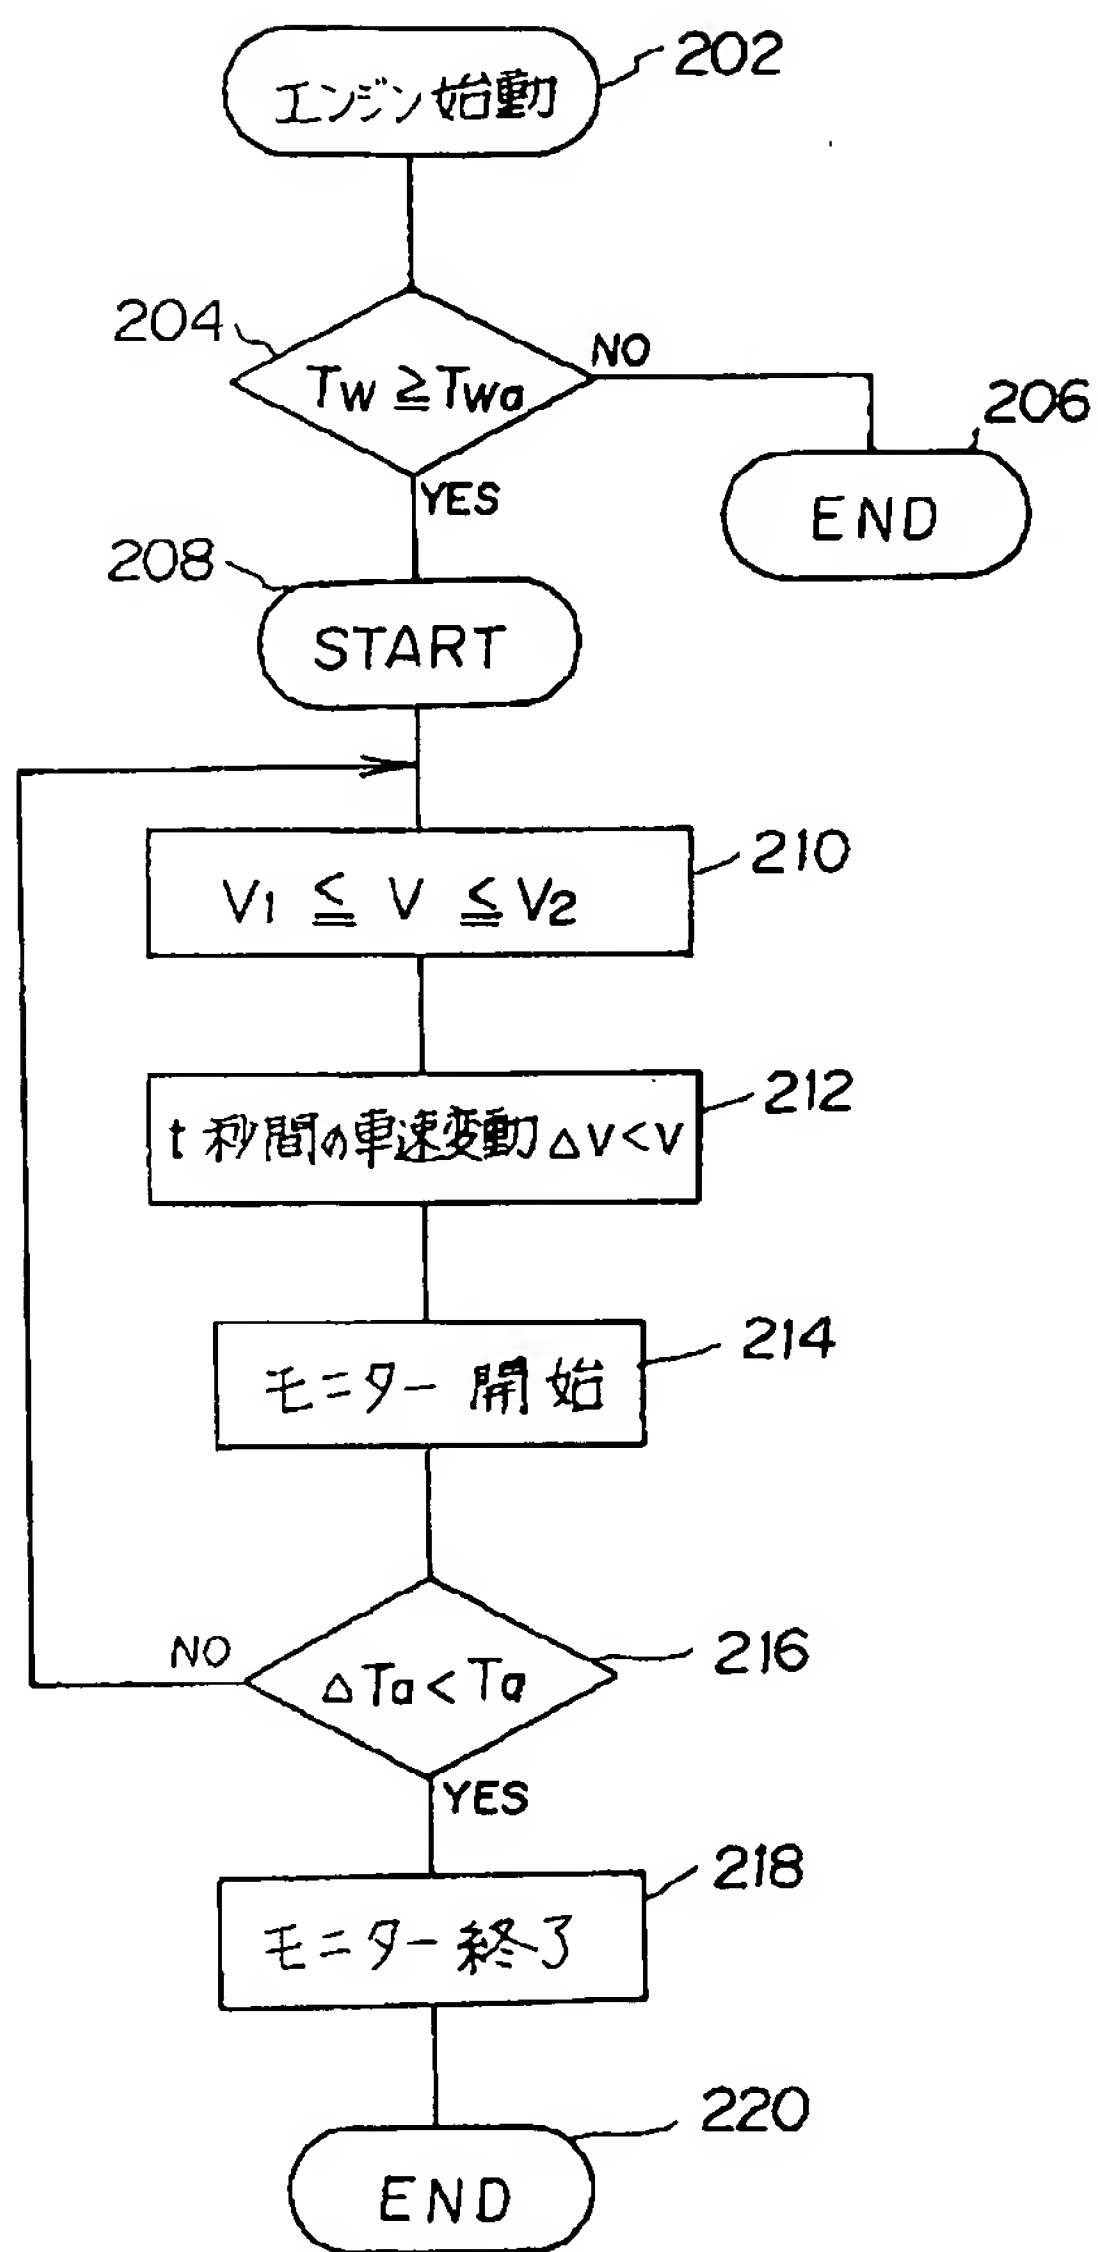 202
エンジン始動
204
TW ≧ TWa
NO
206
END
YES
208
START
210
V1 ≦ V ≦ V2
212
t 秒間の車速変動 △V<v
214
モニター 開始
NO
216
△Ta < Ta
YES
218
モニター 終了
220
END